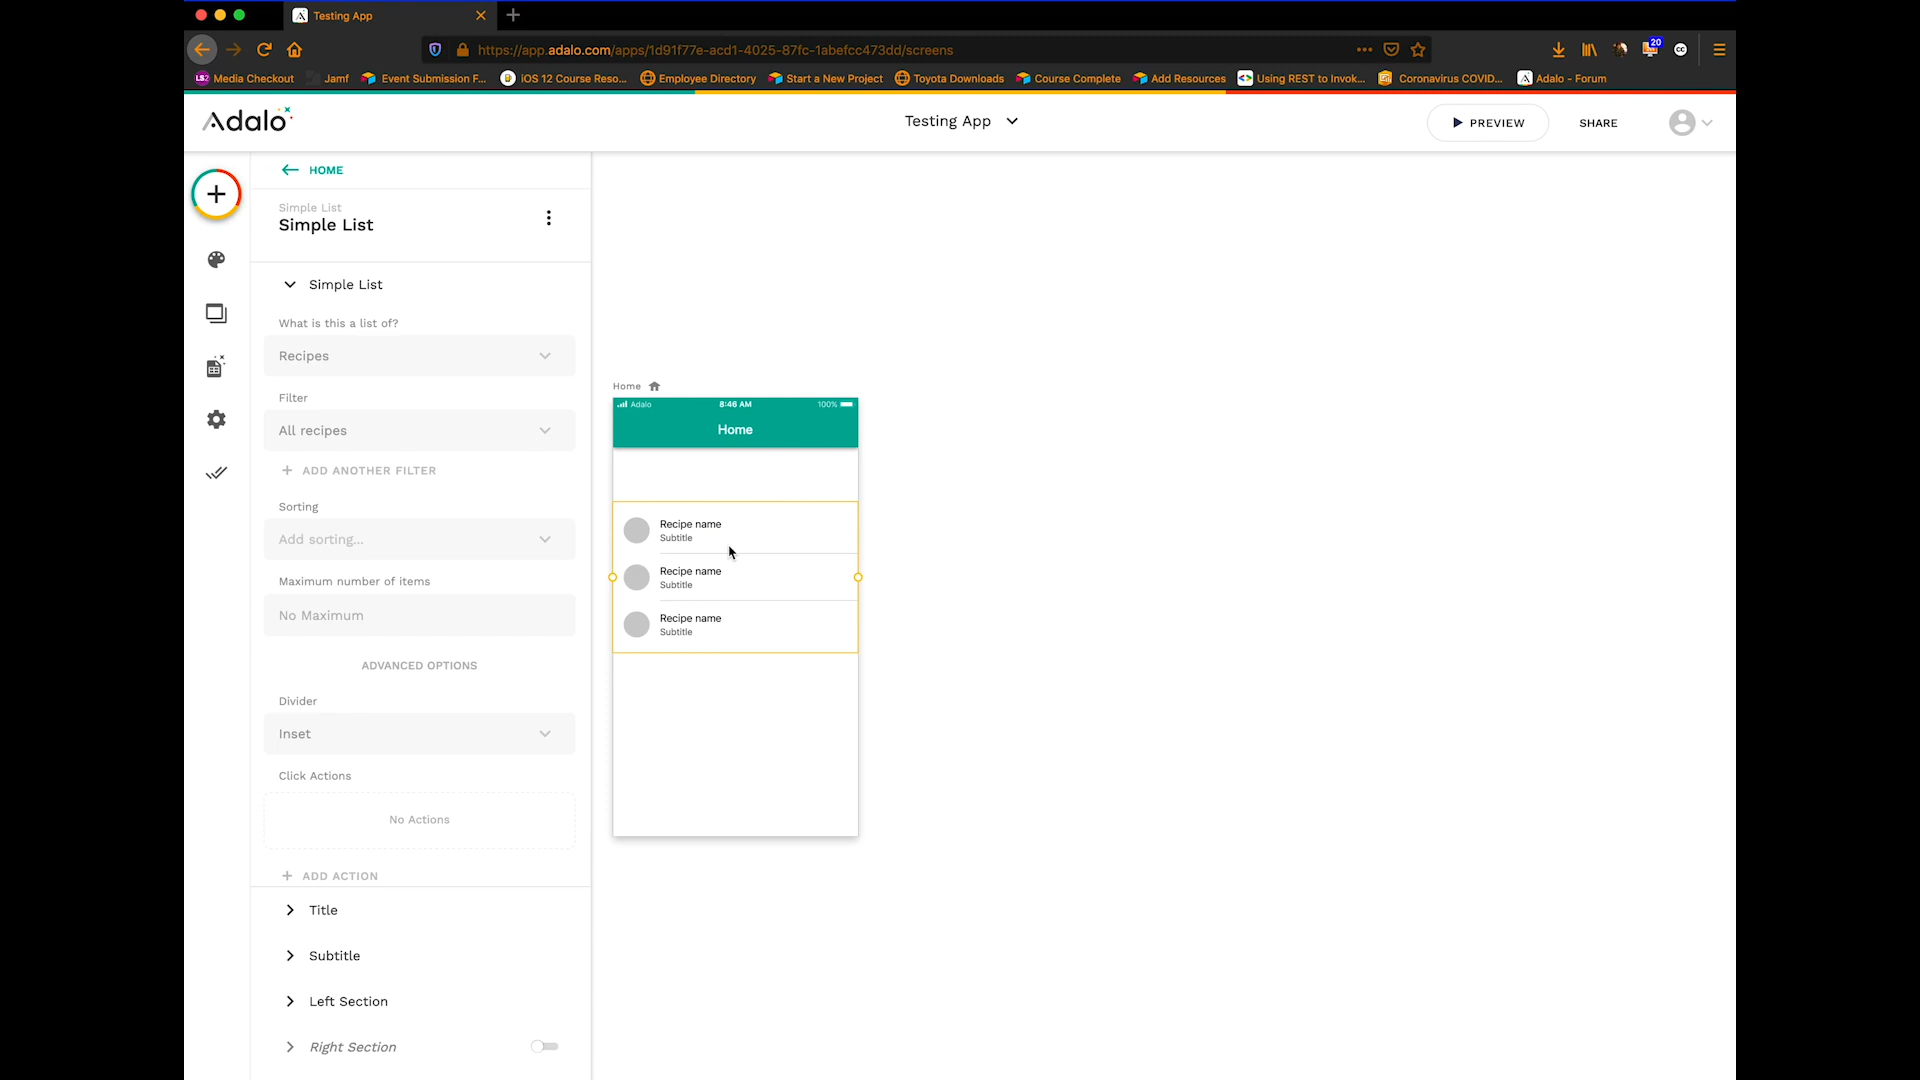 Testing App
https://app.adalo.com/apps/1d91f77e-acd1-4025-87fc-1abefcc473dd/screens
20
CC
LS2 Media Checkout
Jamf
Event Submission F...
iOS 12 Course Reso...
Employee Directory
Start a New Project
Toyota Downloads
Course Complete
Add Resources
Using REST to Invok...
Coronavirus COVID...
Adalo - Forum
Adalo
Testing App
PREVIEW
SHARE
HOME
Simple List
Simple List
Simple List
What is this a list of?
Recipes
Filter
All recipes
ADD ANOTHER FILTER
Sorting
Add sorting...
Maximum number of items
No Maximum
ADVANCED OPTIONS
Divider
Inset
Click Actions
No Actions
ADD ACTION
Title
Subtitle
Left Section
Right Section
Home
Adalo 8:46 AM 100%
Home
Recipe name
Subtitle
Recipe name
Subtitle
Recipe name
Subtitle